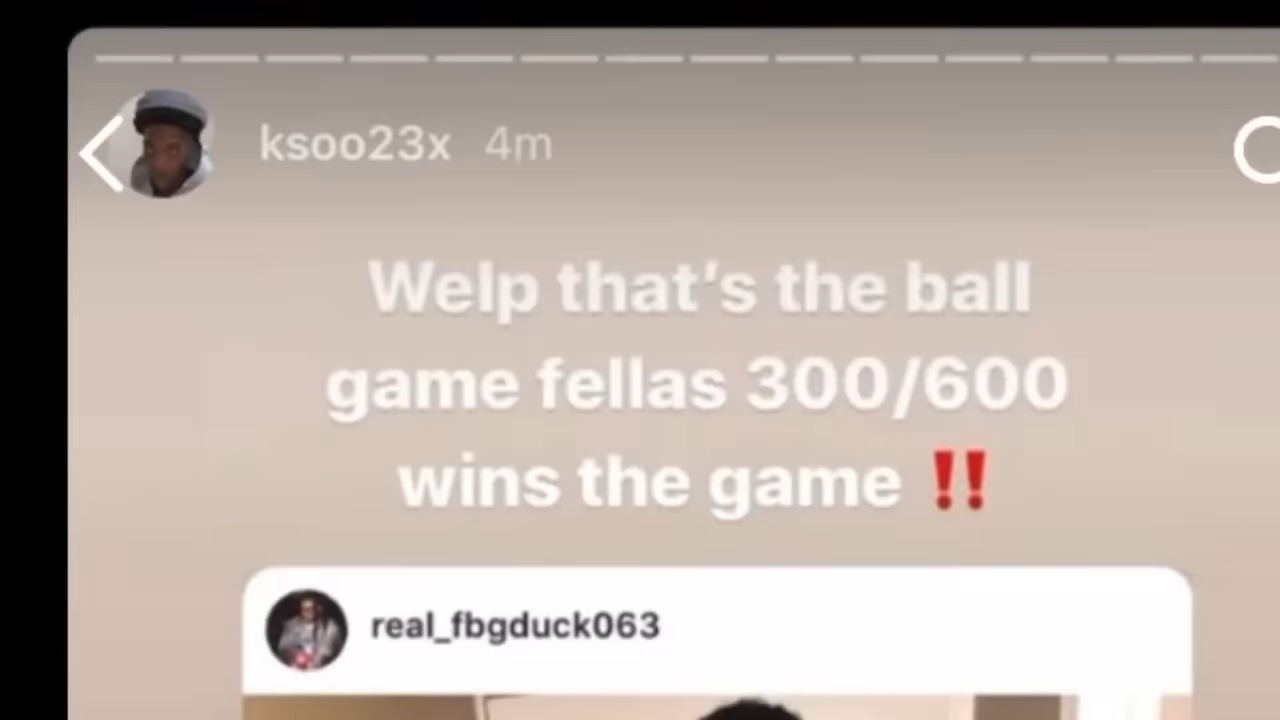 ksoo23x 4m
Welp that's the ball
game fellas 300/600
wins the game ‼️
real_fbgduck063